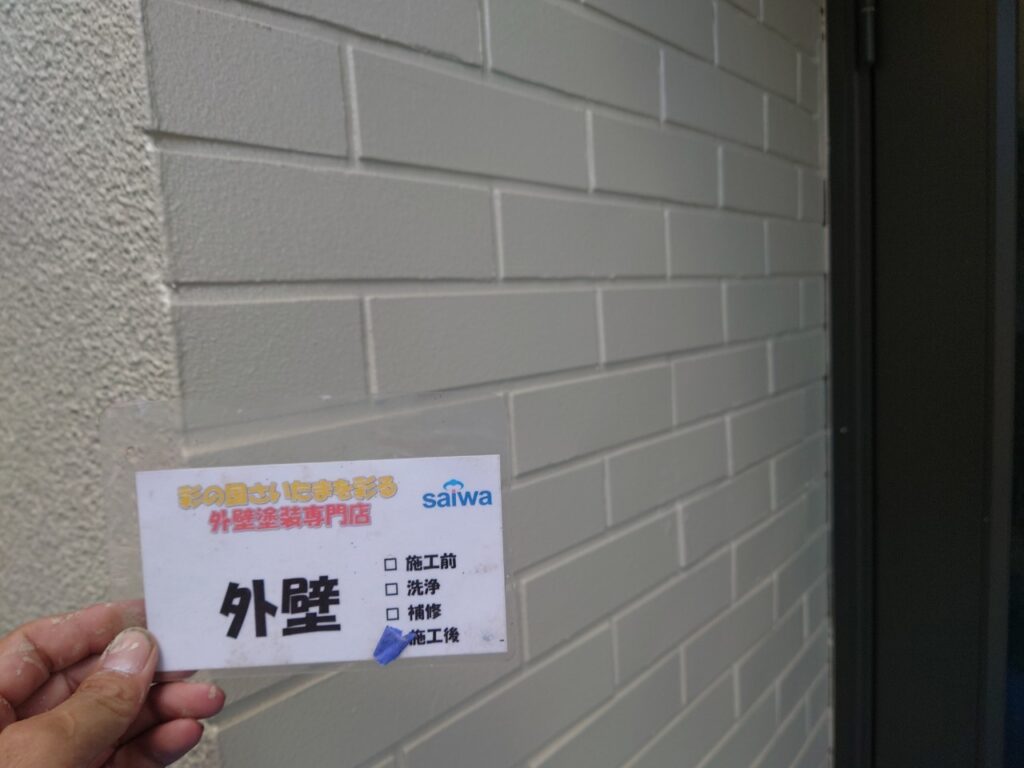 彩の国さいたまを彩る
外壁塗装専門店
saiwa
外壁
□ 施工前
□ 洗浄
□ 補修
施工後